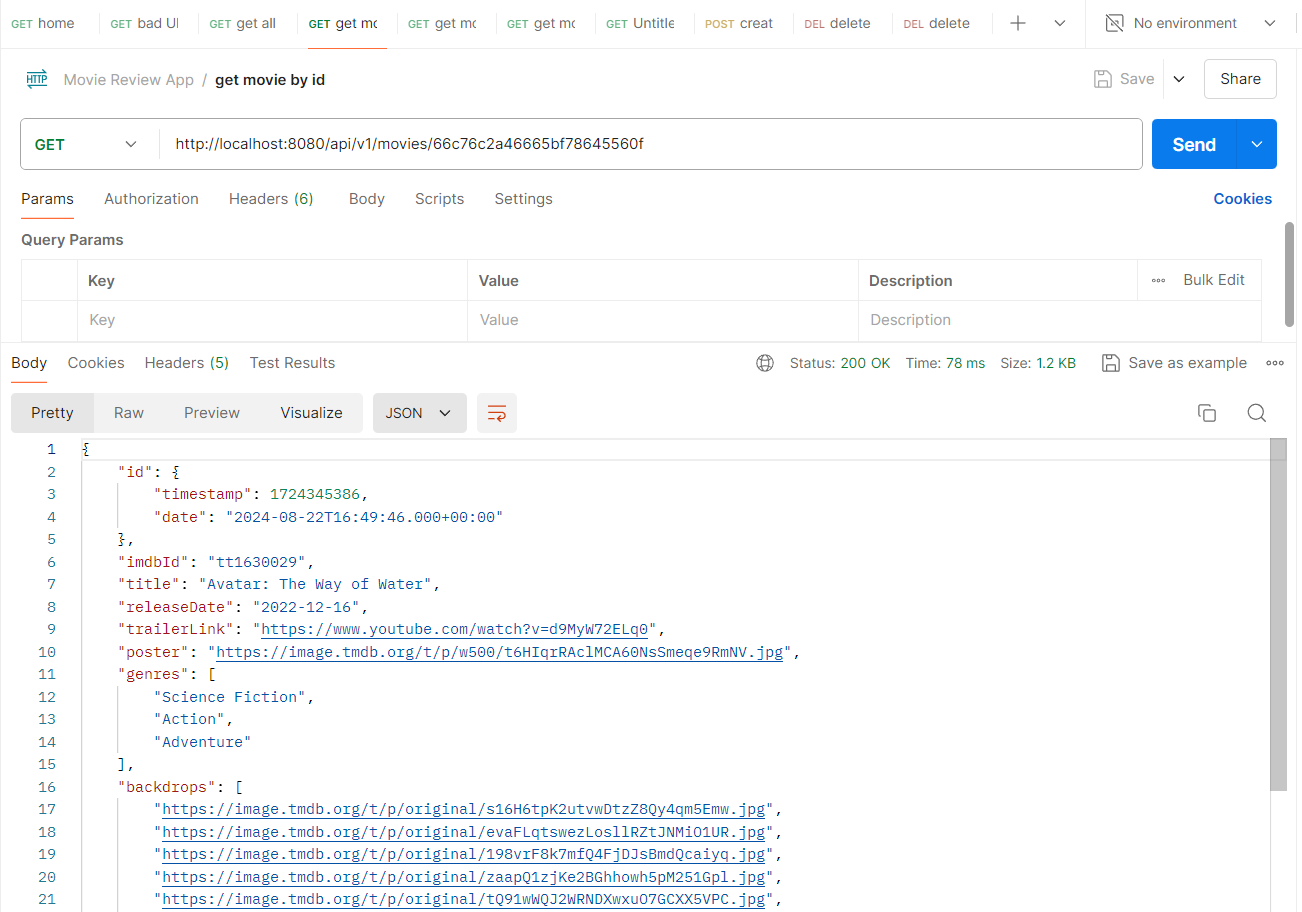 GET home GET bad UI GET get all GET get mo GET get mo GET get mo GET Untitle POST creat DEL delete DEL delete No environment
HTTP Movie Review App / get movie by id Save Share
GET http://localhost:8080/api/v1/movies/66c76c2a46665bf78645560f Send
Params Authorization Headers (6) Body Scripts Settings Cookies
Query Params
Key Value Description Bulk Edit
Key Value Description
Body Cookies Headers (5) Test Results Status: 200 OK Time: 78 ms Size: 1.2 KB Save as example
Pretty Raw Preview Visualize JSON
1 {
2 "id": {
3 "timestamp": 1724345386,
4 "date": "2024-08-22T16:49:46.000+00:00"
5 },
6 "imdbId": "tt1630029",
7 "title": "Avatar: The Way of Water",
8 "releaseDate": "2022-12-16",
9 "trailerLink": "https://www.youtube.com/watch?v=d9MyW72ELq0",
10 "poster": "https://image.tmdb.org/t/p/w500/t6HIqrRAclMCA60NsSmeqe9RmNV.jpg",
11 "genres": [
12 "Science Fiction",
13 "Action",
14 "Adventure"
15 ],
16 "backdrops": [
17 "https://image.tmdb.org/t/p/original/s16H6tpK2utvwDtzZ8Qy4qm5Emw.jpg",
18 "https://image.tmdb.org/t/p/original/evaFLqtswezLosllRZtJNMiO1UR.jpg",
19 "https://image.tmdb.org/t/p/original/198vrF8k7mfQ4FjDJsBmdQcaiyq.jpg",
20 "https://image.tmdb.org/t/p/original/zaapQ1zjKe2BGhhowh5pM251Gpl.jpg",
21 "https://image.tmdb.org/t/p/original/tQ91wWQJ2WRNDXwxuO7GCXX5VPC.jpg",